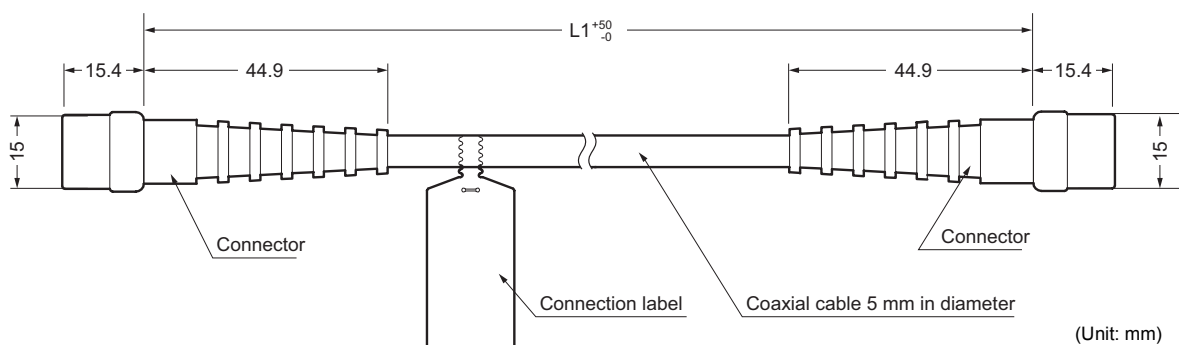 L1 +50 -0
15.4
44.9
44.9
15.4
15
15
Connector
Connector
Connection label
Coaxial cable 5 mm in diameter
(Unit: mm)